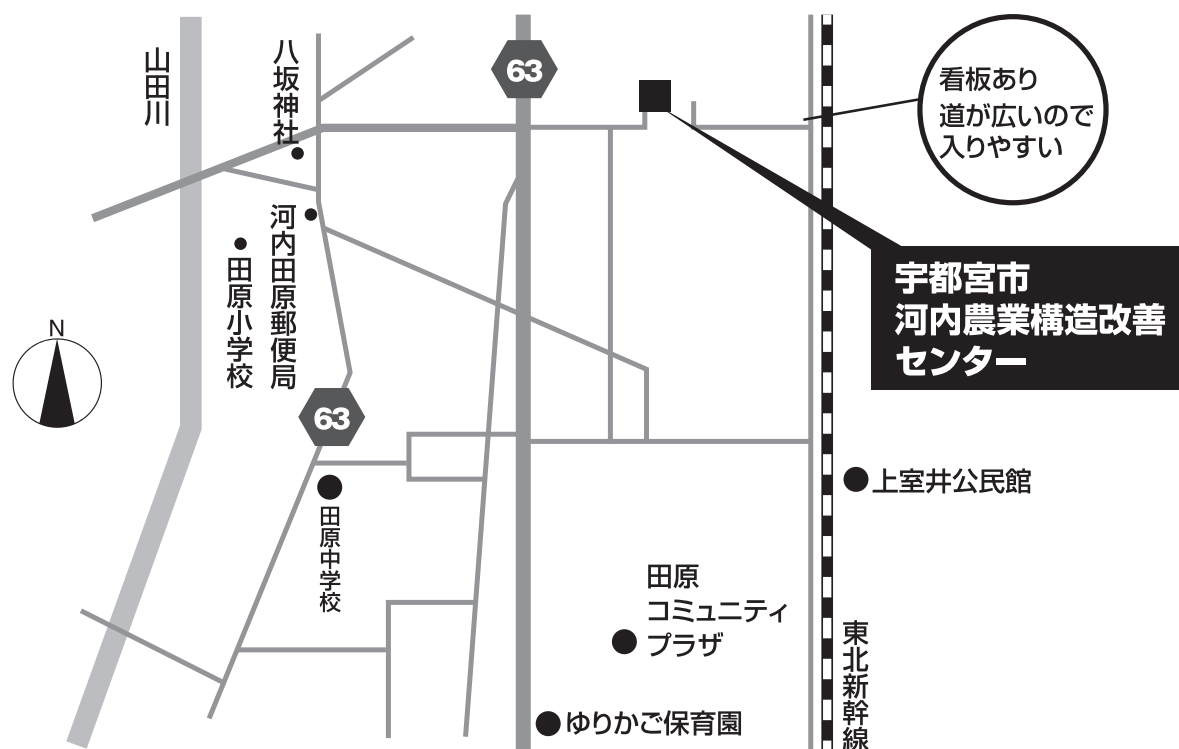 山田川
八坂神社
63
看板あり
道が広いので
入りやすい
河内田原郵便局
田原小学校
宇都宮市
河内農業構造改善
センター
N
63
上室井公民館
田原中学校
田原
コミュニティ
プラザ
東北新幹線
ゆりかご保育園